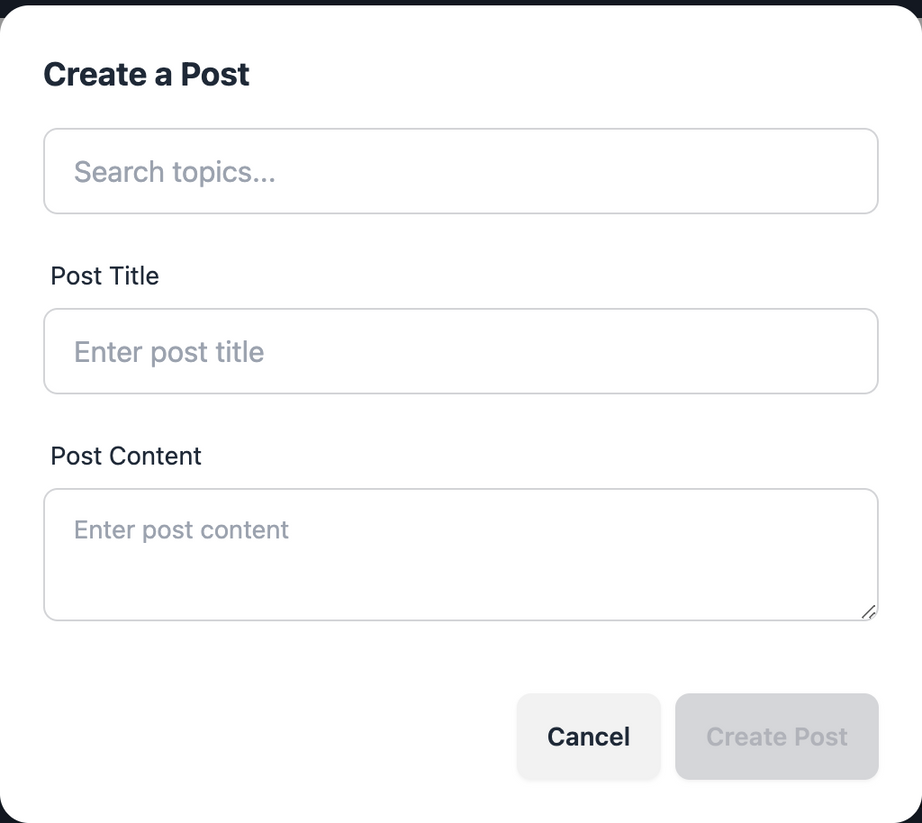 Create a Post
Search topics...
Post Title
Enter post title
Post Content
Enter post content
Cancel
Create Post